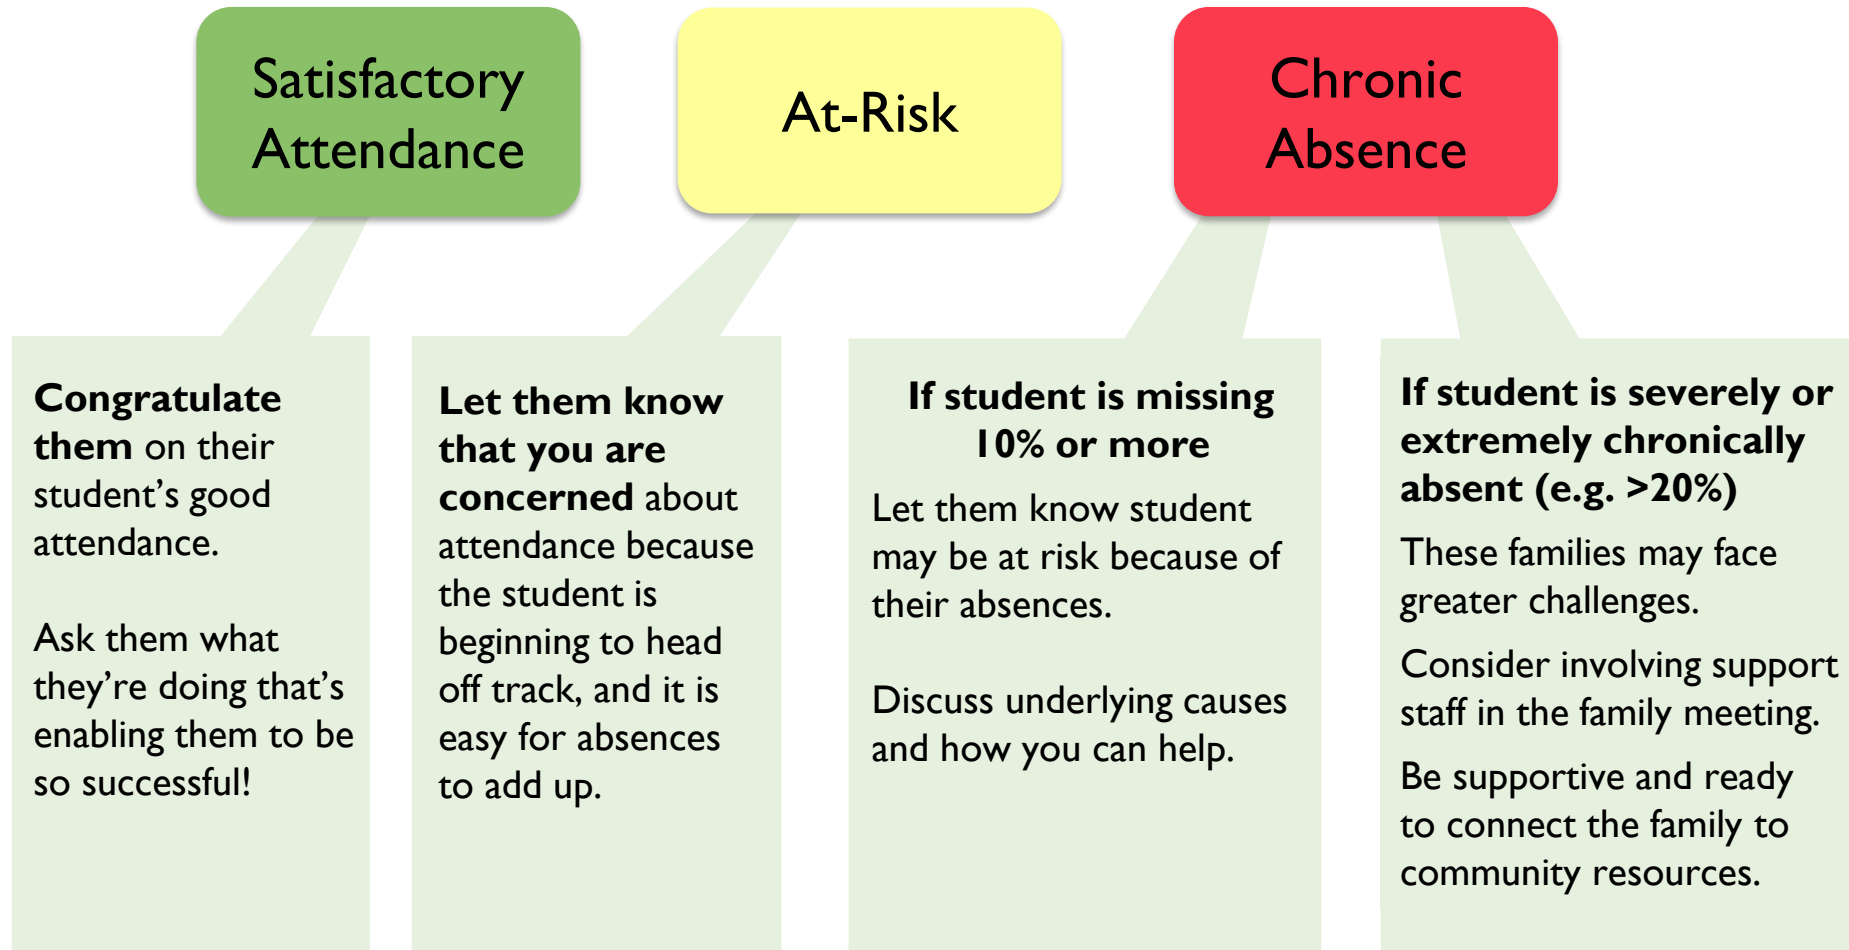 Satisfactory
Attendance
At-Risk
Chronic
Absence
Congratulate
them on their
student’s good
attendance.
Ask them what
they’re doing that’s
enabling them to be
so successful!
Let them know
that you are
concerned about
attendance because
the student is
beginning to head
off track, and it is
easy for absences
to add up.
If student is missing
10% or more
Let them know student
may be at risk because of
their absences.
Discuss underlying causes
and how you can help.
If student is severely or
extremely chronically
absent (e.g. >20%)
These families may face
greater challenges.
Consider involving support
staff in the family meeting.
Be supportive and ready
to connect the family to
community resources.